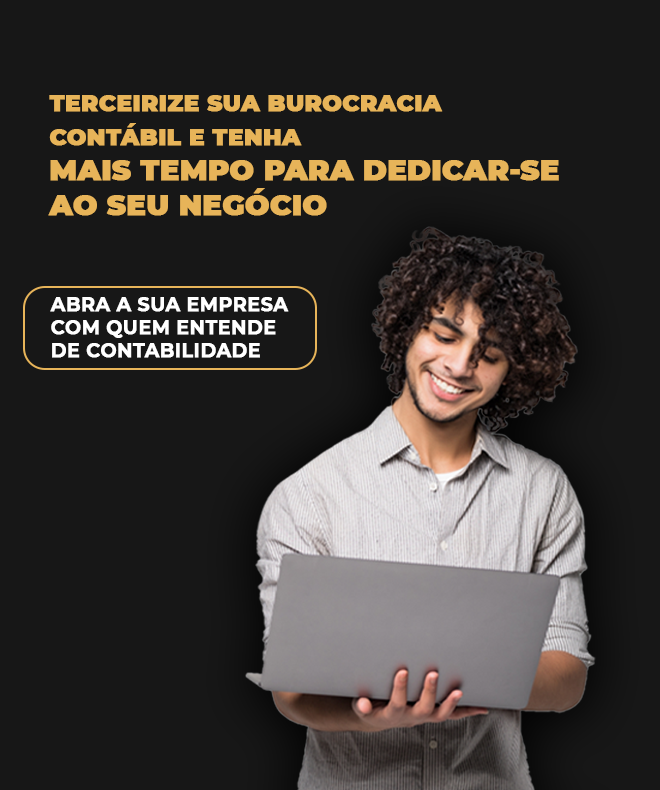 TERCEIRIZE SUA BUROCRACIA
CONTÁBIL E TENHA
MAIS TEMPO PARA DEDICAR-SE
AO SEU NEGÓCIO
ABRA A SUA EMPRESA
COM QUEM ENTENDE
DE CONTABILIDADE